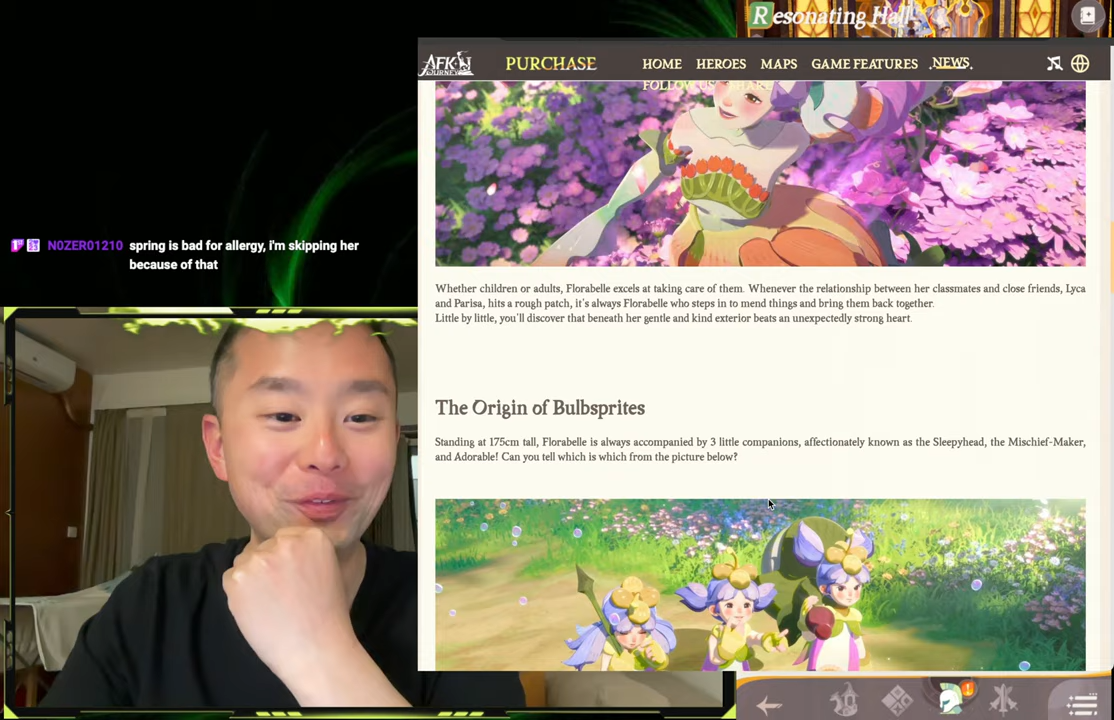 Resonating Hall
AFK JOURNEY
PURCHASE
HOME HEROES MAPS GAME FEATURES NEWS
FOLLOW US SHARE
N0ZER01210 spring is bad for allergy, i'm skipping her
because of that
Whether children or adults, Florabelle excels at taking care of them. Whenever the relationship between her classmates and close friends, Lyca
and Parisa, hits a rough patch, it's always Florabelle who steps in to mend things and bring them back together.
Little by little, you'll discover that beneath her gentle and kind exterior beats an unexpectedly strong heart.
The Origin of Bulbsprites
Standing at 175cm tall, Florabelle is always accompanied by 3 little companions, affectionately known as the Sleepyhead, the Mischief-Maker,
and Adorable! Can you tell which is which from the picture below?